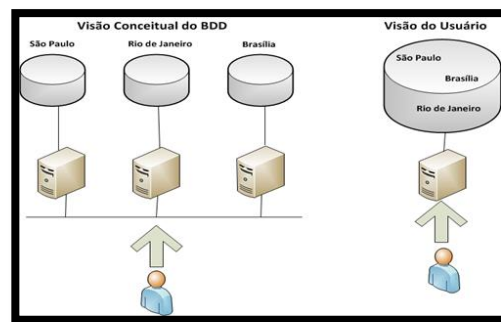 Visão Conceitual do BDD
São Paulo
Rio de Janeiro
Brasília
Visão do Usuário
São Paulo
Brasília
Rio de Janeiro